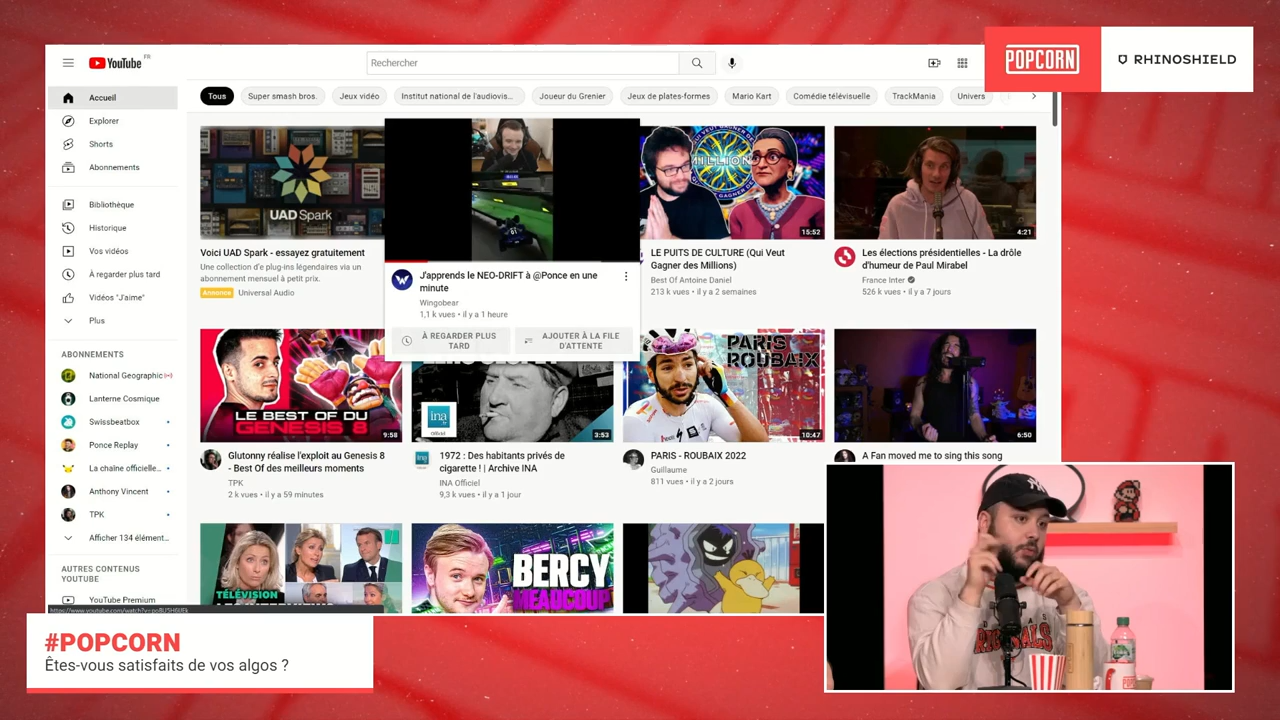 YouTube FR
Rechercher
POPCORN
RHINOSHIELD
Accueil
Explorer
Shorts
Abonnements
Bibliothèque
Historique
Vos vidéos
À regarder plus tard
Vidéos "J'aime"
Plus
ABONNEMENTS
National Geographic
Lanterne Cosmique
Swissbeatbox
Ponce Replay
La chaîne officielle...
Anthony Vincent
TPK
Afficher 134 élément...
AUTRES CONTENUS
YOUTUBE
YouTube Premium
Tous
Super smash bros.
Jeux vidéo
Institut national de l'audiovis...
Joueur du Grenier
Jeux de plates-formes
Mario Kart
Comédie télévisuelle
TrackMania
Univers
UAD Spark
Voici UAD Spark - essayez gratuitement
Une collection d'e plug-ins légendaires via un
abonnement mensuel à petit prix.
Annonce Universal Audio
J'apprends le NEO-DRIFT à @Ponce en une
minute
Wingobear
1,1 k vues • il y a 1 heure
À REGARDER PLUS
TARD
AJOUTER À LA FILE
D'ATTENTE
MILLION
15:52
LE PUITS DE CULTURE (Qui Veut
Gagner des Millions)
Best Of Antoine Daniel
213 k vues • il y a 2 semaines
4:21
Les élections présidentielles - La drôle
d'humeur de Paul Mirabel
France Inter
526 k vues • il y a 7 jours
LE BEST OF DU
GENESIS 8
9:58
Glutonny réalise l'exploit au Genesis 8
- Best Of des meilleurs moments
TPK
2 k vues • il y a 59 minutes
ina
Officiel
3:53
1972 : Des habitants privés de
cigarette ! | Archive INA
INA Officiel
9,3 k vues • il y a 1 jour
PARIS
ROUBAIX
10:47
PARIS - ROUBAIX 2022
Guillaume
811 vues • il y a 2 jours
6:50
A Fan moved me to sing this song
TÉLÉVISION
BERCY
#POPCORN
Êtes-vous satisfaits de vos algos ?